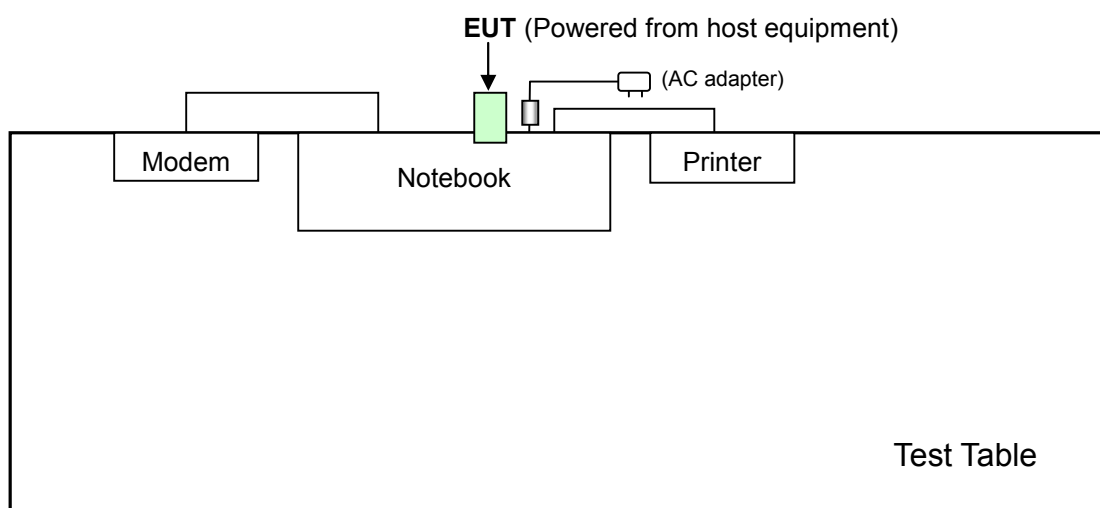 EUT (Powered from host equipment)
(AC adapter)
Modem
Notebook
Printer
Test Table